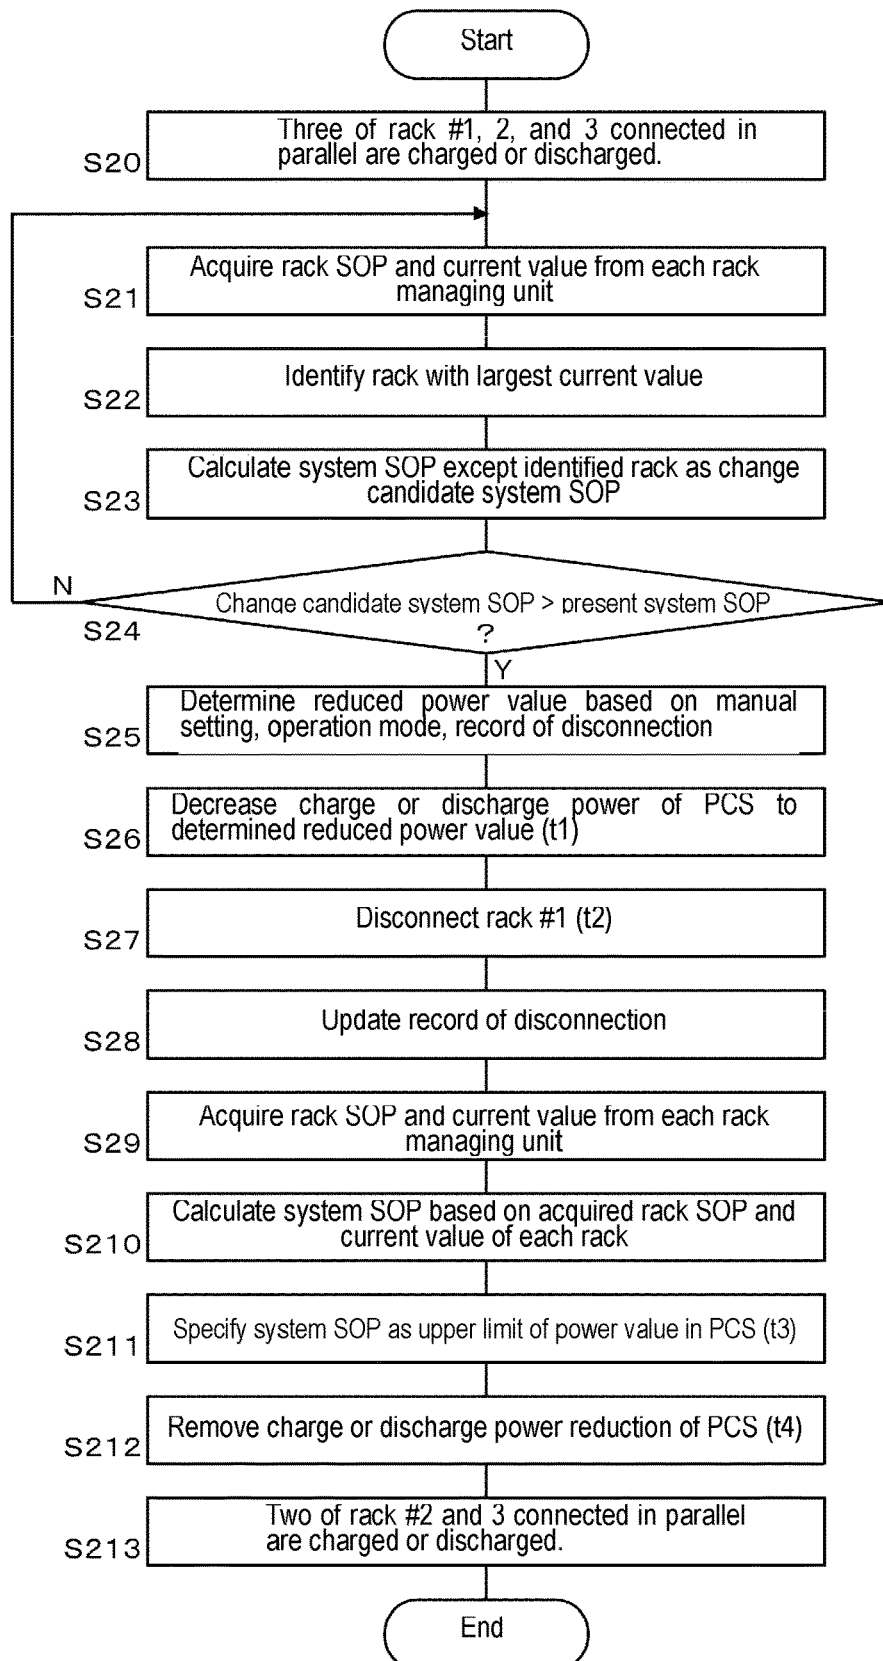 Start
Three of rack #1, 2, and 3 connected in
parallel are charged or discharged.
S20
Acquire rack SOP and current value from each rack
managing unit
S21
Identify rack with largest current value
S22
Calculate system SOP except identified rack as change
candidate system SOP
S23
N
Change candidate system SOP > present system SOP
?
S24
Y
Determine reduced power value based on manual
setting, operation mode, record of disconnection
S25
Decrease charge or discharge power of PCS to
determined reduced power value (t1)
S26
Disconnect rack #1 (t2)
S27
Update record of disconnection
S28
Acquire rack SOP and current value from each rack
managing unit
S29
Calculate system SOP based on acquired rack SOP and
current value of each rack
S210
Specify system SOP as upper limit of power value in PCS (t3)
S211
Remove charge or discharge power reduction of PCS (t4)
S212
Two of rack #2 and 3 connected in parallel
are charged or discharged.
S213
End